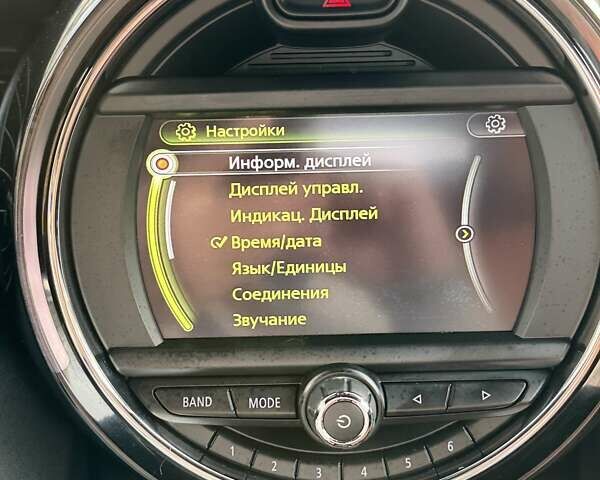 Настройки
Информ. дисплей
Дисплей управл.
Индикац. Дисплей
Время/дата
Язык/Единицы
Соединения
Звучание
BAND MODE
1 2 3 4 5 6